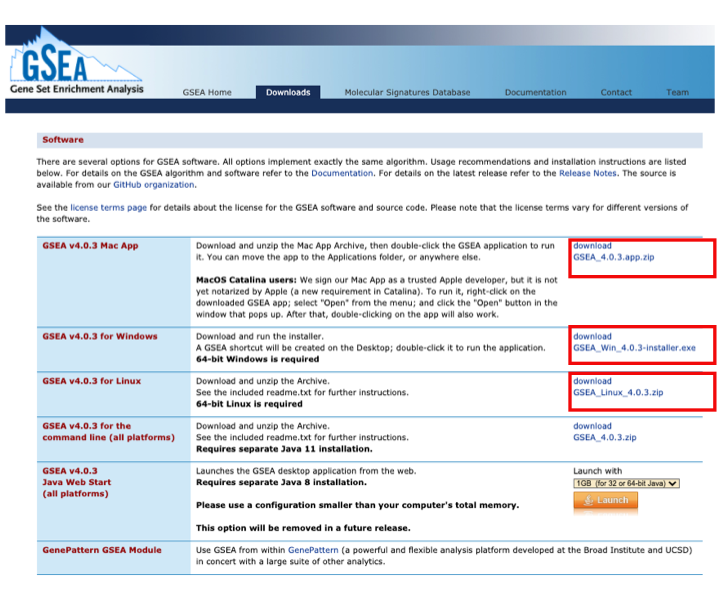 GSEA
Gene Set Enrichment Analysis
GSEA Home
Downloads
Molecular Signatures Database
Documentation
Contact
Team
Software
There are several options for GSEA software. All options implement exactly the same algorithm. Usage recommendations and installation instructions are listed
below. For details on the GSEA algorithm and software refer to the Documentation. For details on the latest release refer to the Release Notes. The source is
available from our GitHub organization.
See the license terms page for details about the license for the GSEA software and source code. Please note that the license terms vary for different versions of
the software.
GSEA v4.0.3 Mac App
Download and unzip the Mac App Archive, then double-click the GSEA application to run
it. You can move the app to the Applications folder, or anywhere else.
MacOS Catalina users: We sign our Mac App as a trusted Apple developer, but it is not
yet notarized by Apple (a new requirement in Catalina). To run it, right-click on the
downloaded GSEA app; select "Open" from the menu; and click the "Open" button in the
window that pops up. After that, double-clicking on the app will also work.
download
GSEA_4.0.3.app.zip
GSEA v4.0.3 for Windows
Download and run the installer.
A GSEA shortcut will be created on the Desktop; double-click it to run the application.
64-bit Windows is required
download
GSEA_Win_4.0.3-installer.exe
GSEA v4.0.3 for Linux
Download and unzip the Archive.
See the included readme.txt for further instructions.
64-bit Linux is required
download
GSEA_Linux_4.0.3.zip
GSEA v4.0.3 for the
command line (all platforms)
Download and unzip the Archive.
See the included readme.txt for further instructions.
Requires separate Java 11 installation.
download
GSEA_4.0.3.zip
GSEA v4.0.3
Java Web Start
(all platforms)
Launches the GSEA desktop application from the web.
Requires separate Java 8 installation.
Please use a configuration smaller than your computer's total memory.
This option will be removed in a future release.
Launch with
1GB (for 32 or 64-bit Java)
Launch
GenePattern GSEA Module
Use GSEA from within GenePattern (a powerful and flexible analysis platform developed at the Broad Institute and UCSD)
in concert with a large suite of other analytics.